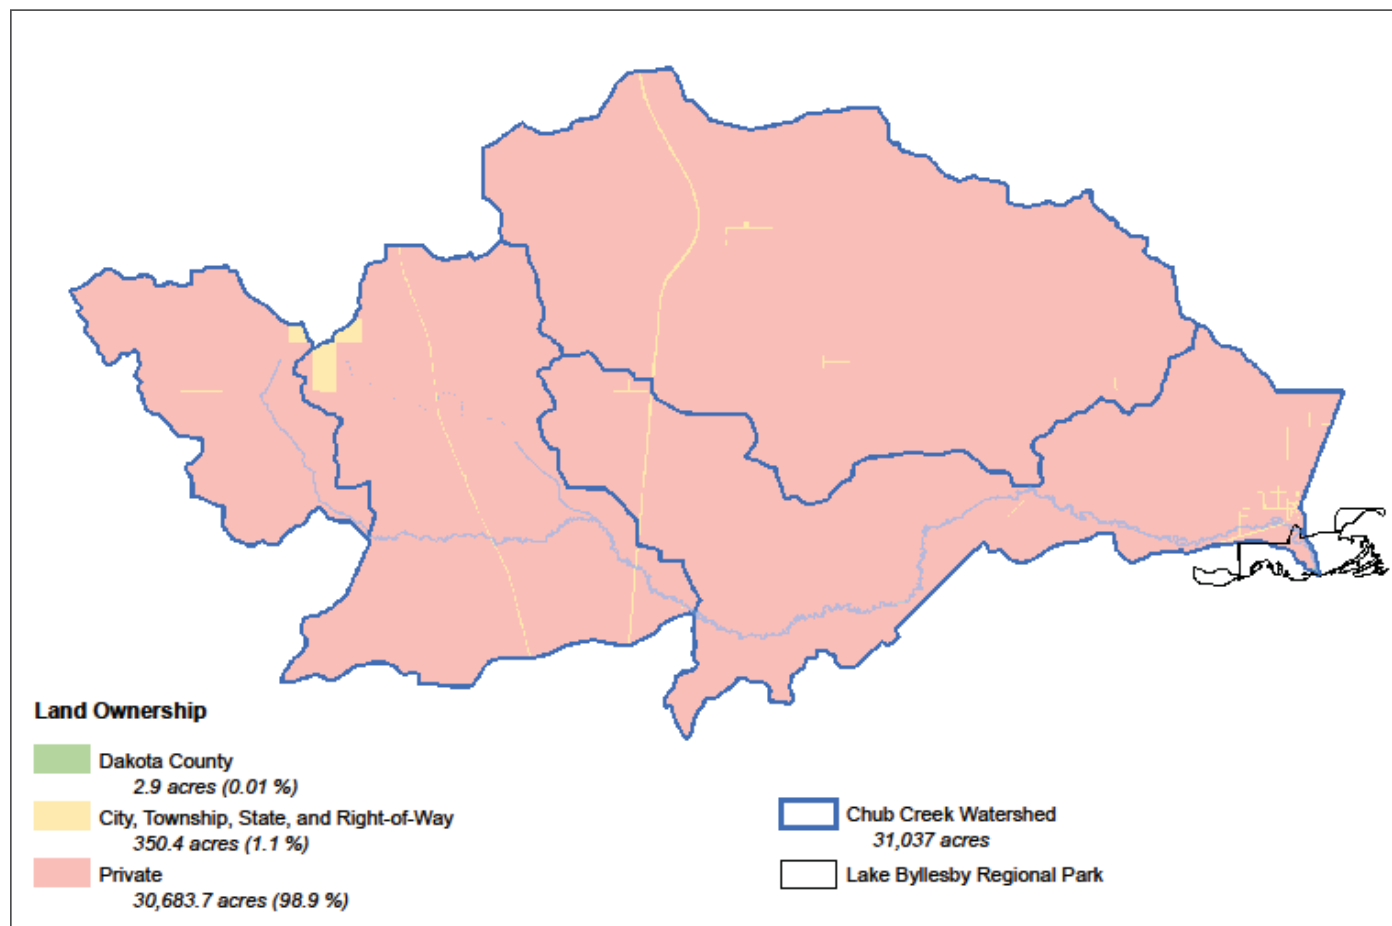 Land Ownership
Dakota County
2.9 acres (0.01 %)
City, Township, State, and Right-of-Way
350.4 acres (1.1 %)
Private
30,683.7 acres (98.9 %)
Chub Creek Watershed
31,037 acres
Lake Byllesby Regional Park